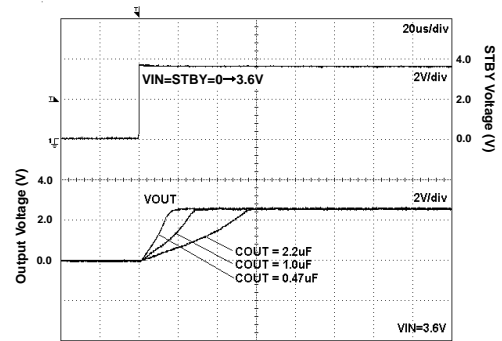 20us/div
VIN=STBY=0→3.6V
2V/div
4.0
2.0
0.0
STBY Voltage (V)
4.0
2.0
0.0
Output Voltage (V)
VOUT
2V/div
COUT = 2.2uF
COUT = 1.0uF
COUT = 0.47uF
VIN=3.6V